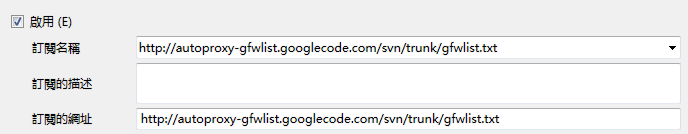 啟用 (E)
訂閱名稱 http://autoproxy-gfwlist.googlecode.com/svn/trunk/gfwlist.txt
訂閱的描述
訂閱的網址 http://autoproxy-gfwlist.googlecode.com/svn/trunk/gfwlist.txt